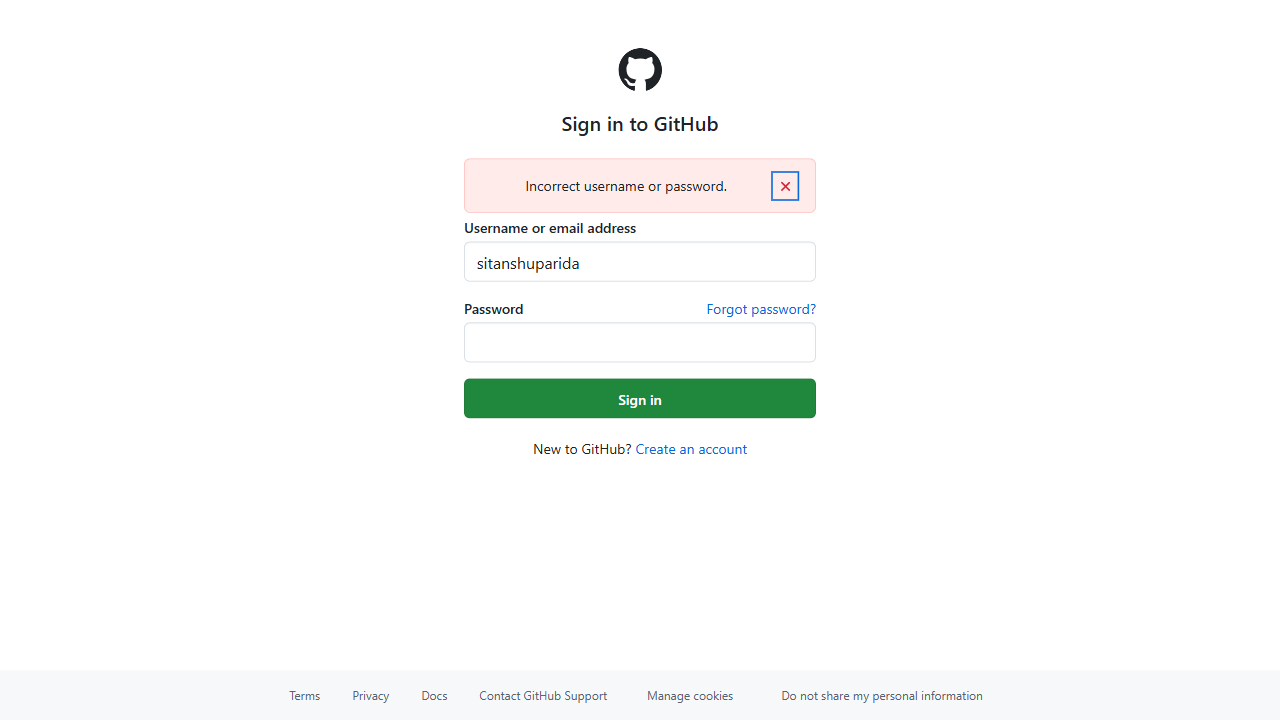 Sign in to GitHub
Incorrect username or password.
Username or email address
sitanshuparida
Password Forgot password?
Sign in
New to GitHub? Create an account
Terms Privacy Docs Contact GitHub Support Manage cookies Do not share my personal information